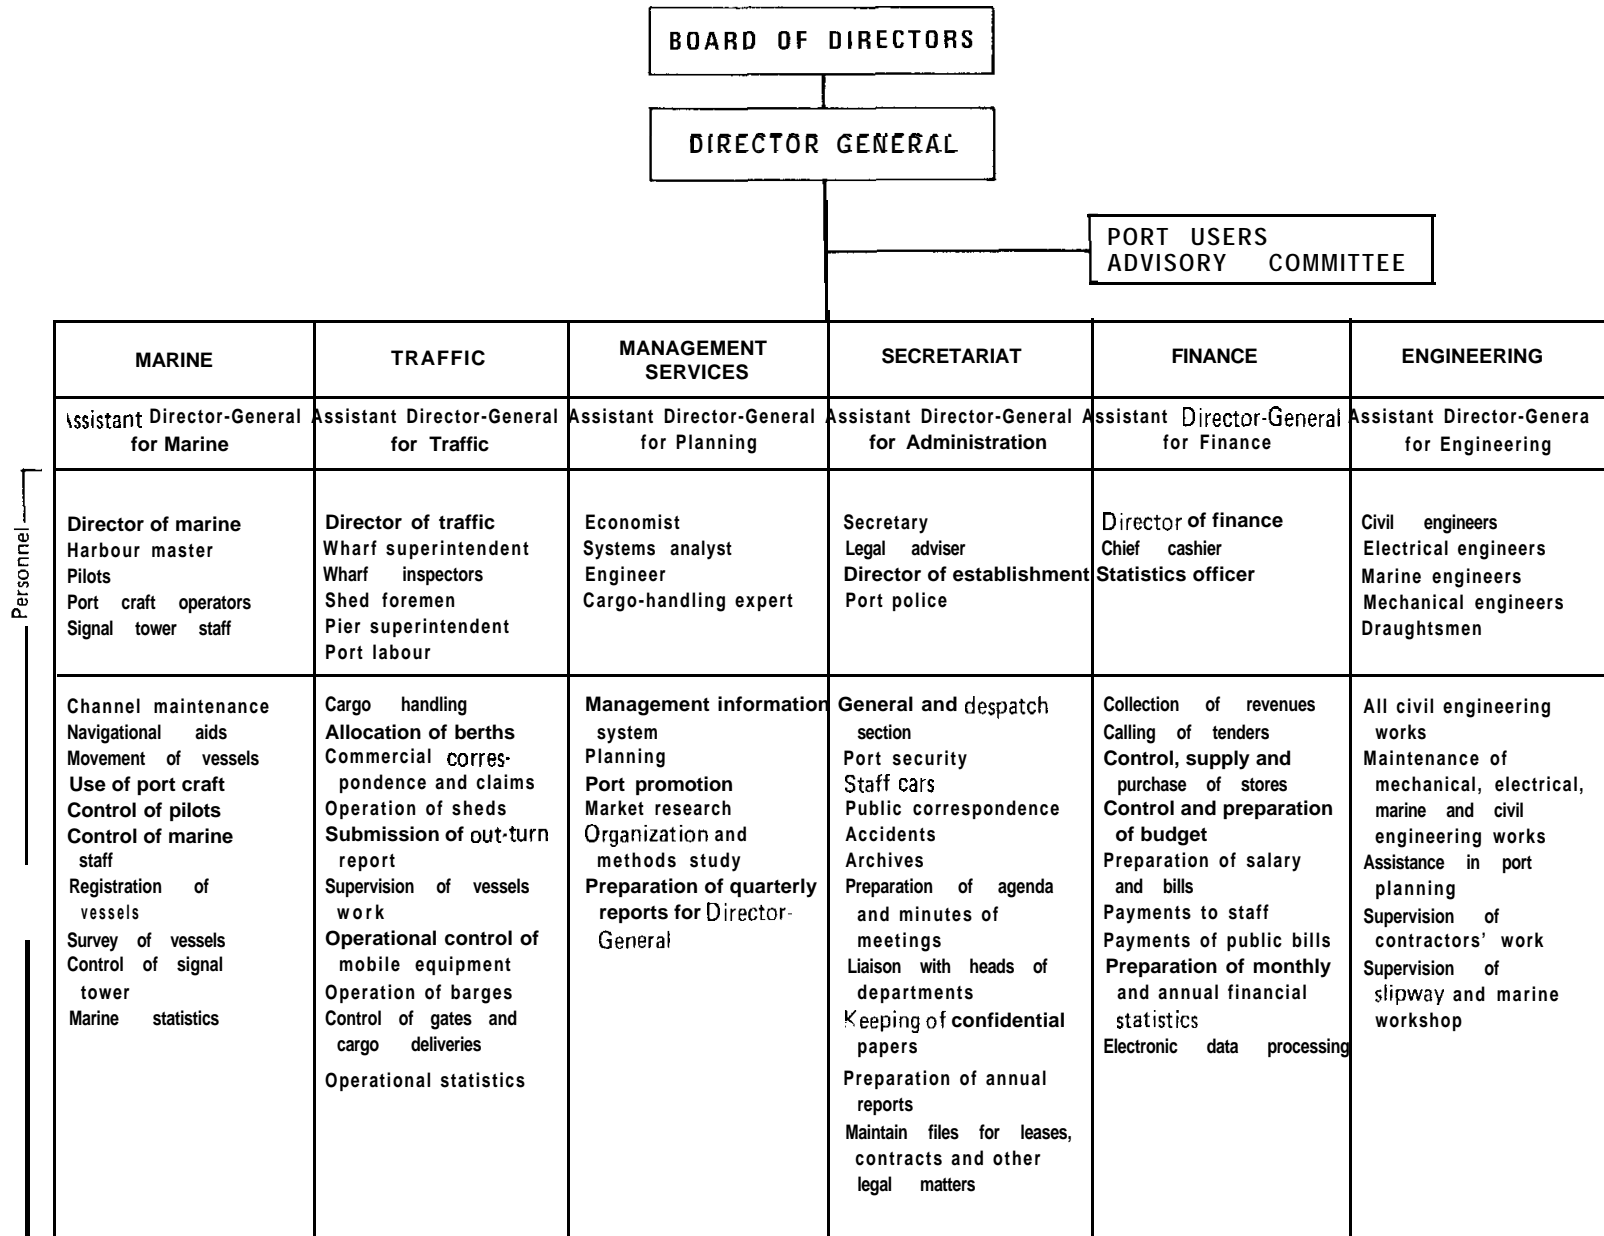 BOARD OF DIRECTORS
DIRECTOR GENERAL
PORT USERS
ADVISORY COMMITTEE
MARINE
Assistant Director-General
for Marine
Personnel
Director of marine
Harbour master
Pilots
Port craft operators
Signal tower staff
Channel maintenance
Navigational aids
Movement of vessels
Use of port craft
Control of pilots
Control of marine
staff
Registration of
vessels
Survey of vessels
Control of signal
tower
Marine statistics
TRAFFIC
Assistant Director-General
for Traffic
Director of traffic
Wharf superintendent
Wharf inspectors
Shed foremen
Pier superintendent
Port labour
Cargo handling
Allocation of berths
Commercial corres-
pondence and claims
Operation of sheds
Submission of out-turn
report
Supervision of vessels
work
Operational control of
mobile equipment
Operation of barges
Control of gates and
cargo deliveries
Operational statistics
MANAGEMENT
SERVICES
Assistant Director-General
for Planning
Economist
Systems analyst
Engineer
Cargo-handling expert
Management information
system
Planning
Port promotion
Market research
Organization and
methods study
Preparation of quarterly
reports for Director-
General
SECRETARIAT
Assistant Director-General
for Administration
Secretary
Legal adviser
Director of establishment
Port police
General and despatch
section
Port security
Staff cars
Public correspondence
Accidents
Archives
Preparation of agenda
and minutes of
meetings
Liaison with heads of
departments
Keeping of confidential
papers
Preparation of annual
reports
Maintain files for leases,
contracts and other
legal matters
FINANCE
Assistant Director-General
for Finance
Director of finance
Chief cashier
Statistics officer
Collection of revenues
Calling of tenders
Control, supply and
purchase of stores
Control and preparation
of budget
Preparation of salary
and bills
Payments to staff
Payments of public bills
Preparation of monthly
and annual financial
statistics
Electronic data processing
ENGINEERING
Assistant Director-Genera
for Engineering
Civil engineers
Electrical engineers
Marine engineers
Mechanical engineers
Draughtsmen
All civil engineering
works
Maintenance of
mechanical, electrical,
marine and civil
engineering works
Assistance in port
planning
Supervision of
contractors' work
Supervision of
slipway and marine
workshop